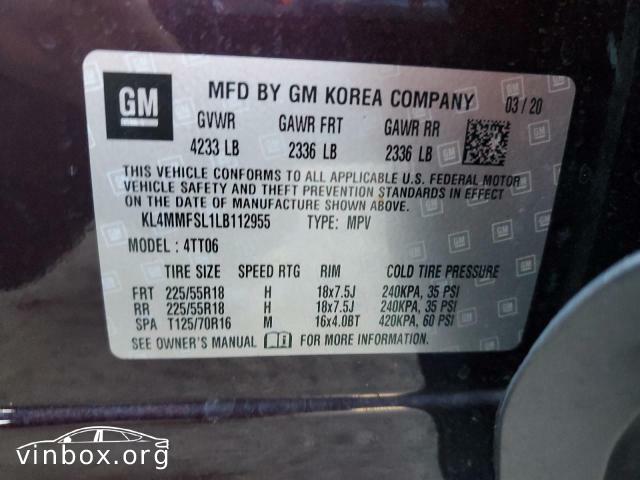 GM
MFD BY GM KOREA COMPANY 03/20
GVWR GAWR FRT GAWR RR
4233 LB 2336 LB 2336 LB
THIS VEHICLE CONFORMS TO ALL APPLICABLE U.S. FEDERAL MOTOR
VEHICLE SAFETY AND THEFT PREVENTION STANDARDS IN EFFECT
ON THE DATE OF MANUFACTURE SHOWN ABOVE.
KL4MMFSL1LB112955 TYPE: MPV
MODEL: 4TT06
TIRE SIZE SPEED RTG RIM COLD TIRE PRESSURE
FRT 225/55R18 H 18x7.5J 240KPA, 35 PSI
RR 225/55R18 H 18x7.5J 240KPA, 35 PSI
SPA T125/70R16 M 16x4.0BT 420KPA, 60 PSI
SEE OWNER'S MANUAL FOR MORE INFORMATION.
vinbox.org